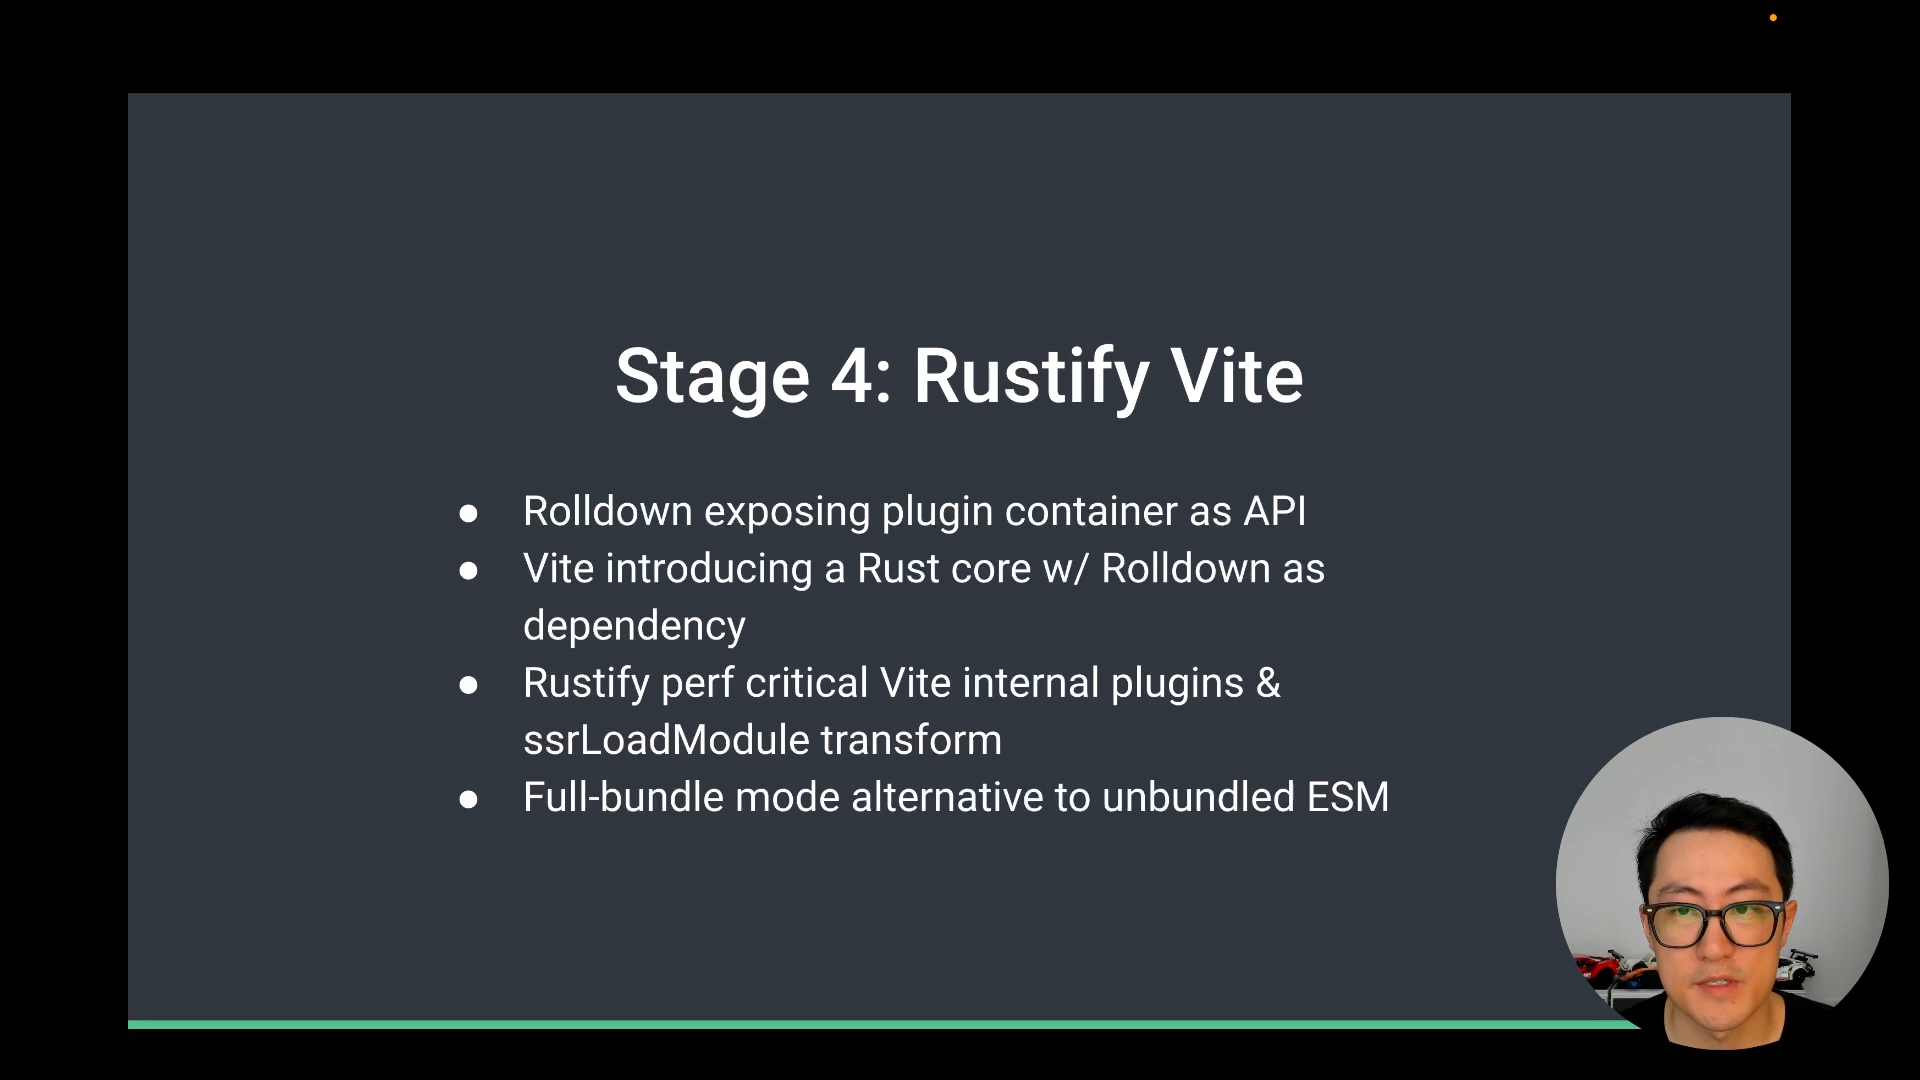 Stage 4: Rustify Vite
● Rolldown exposing plugin container as API
● Vite introducing a Rust core w/ Rolldown as
dependency
● Rustify perf critical Vite internal plugins &
ssrLoadModule transform
● Full-bundle mode alternative to unbundled ESM